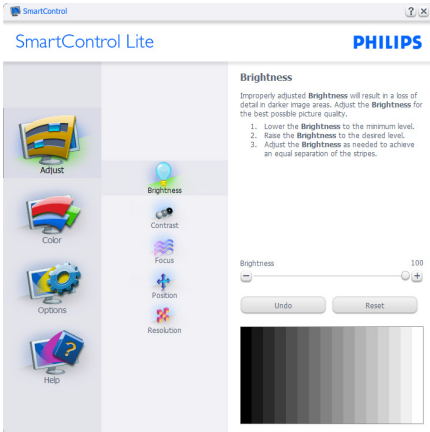 SmartControl
SmartControl Lite
PHILIPS
Adjust
Color
Options
Help
Brightness
Contrast
Focus
Position
Resolution
Brightness
Improperly adjusted Brightness will result in a loss of
detail in darker image areas. Adjust the Brightness for
the best possible picture quality.
1. Lower the Brightness to the minimum level.
2. Raise the Brightness to the desired level.
3. Adjust the Brightness as needed to achieve
an equal separation of the stripes.
Brightness 100
Undo Reset